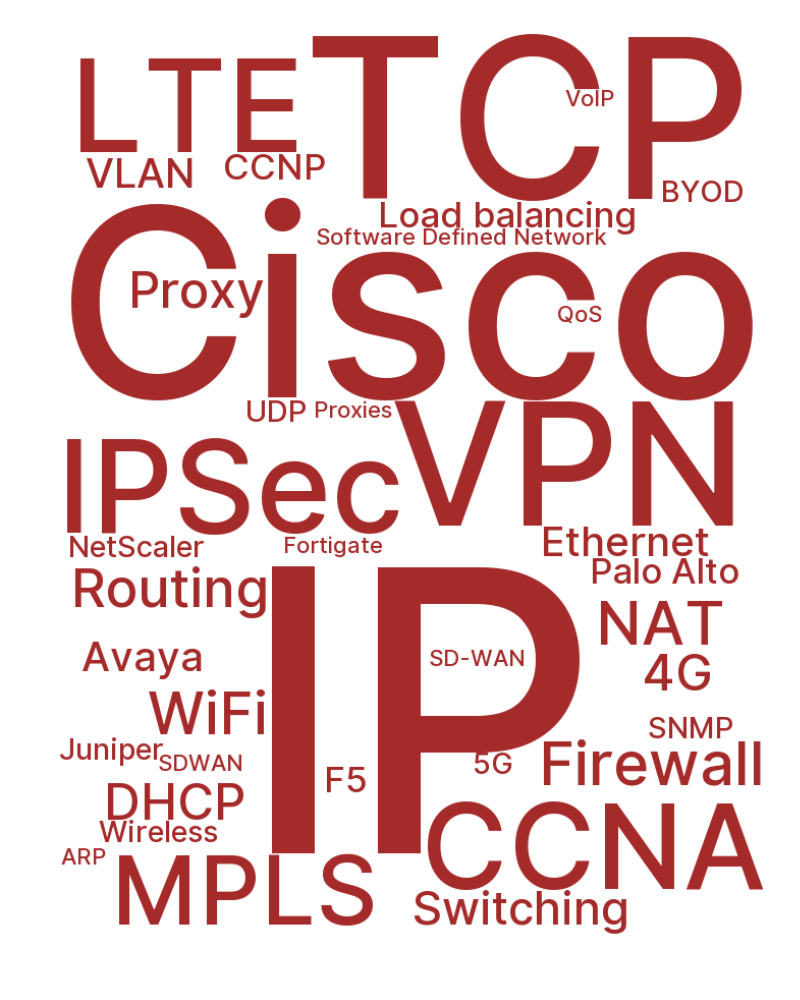 LTE
TCP
VoIP
VLAN
CCNP
BYOD
Load balancing
Software Defined Network
Cisco
Proxy
QoS
UDP
Proxies
VPN
IPSec
NetScaler
Fortigate
Ethernet
Palo Alto
Routing
IP
NAT
Avaya
SD-WAN
4G
WiFi
SNMP
Juniper
SDWAN
5G
Firewall
F5
DHCP
Wireless
CCNA
ARP
MPLS
Switching